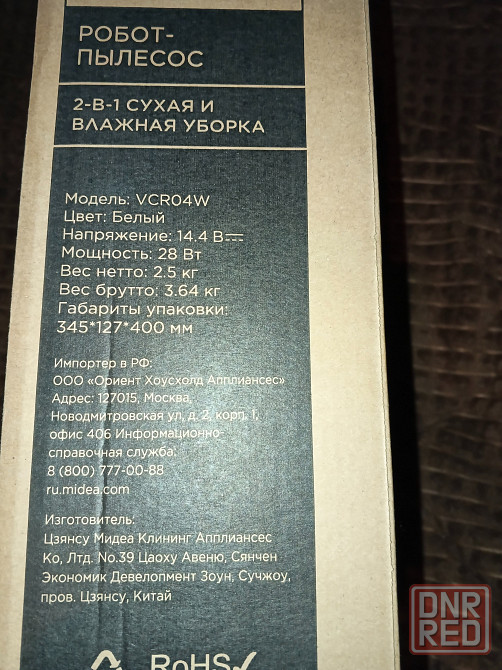 РОБОТ-
ПЫЛЕСОС
2-В-1 СУХАЯ И
ВЛАЖНАЯ УБОРКА
Модель: VCR04W
Цвет: Белый
Напряжение: 14.4 В⎓
Мощность: 28 Вт
Вес нетто: 2.5 кг
Вес брутто: 3.64 кг
Габариты упаковки:
345*127*400 мм
Импортер в РФ:
ООО «Ориент Хоусхолд Апплиансес»
Адрес: 127015, Москва,
Новодмитровская ул, д. 2, корп. 1,
офис 406 Информационно-
справочная служба:
8 (800) 777-00-88
ru.midea.com
Изготовитель:
Цзянсу Мидеа Клининг Апплиансес
Ко, Лтд. No.39 Цаоху Авеню, Сянчен
Экономик Девелопмент Зоун, Сучжоу,
пров. Цзянсу, Китай
RoHS✓
DNR
RED